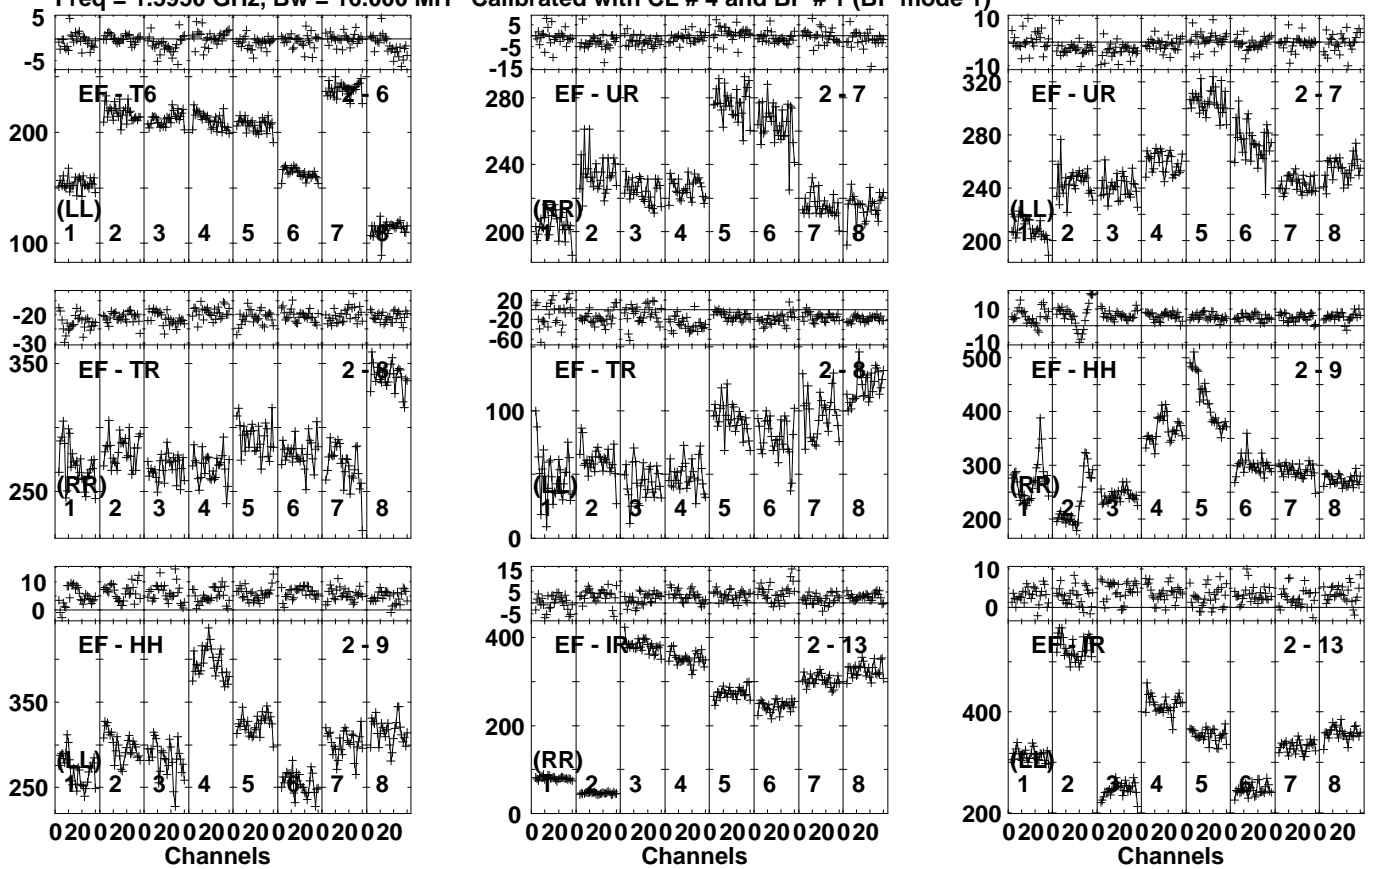 Freq = 1.5950 GHz, Bw = 16.000 MH Calibrated with CL # 4 and BP # 1 (BP mode 1)
5
-5
EF - T6 2 - 6
200
(LL)
100
1 2 3 4 5 6 7 8
5
-5
-15
EF - UR 2 - 7
280
240
(RR)
200
1 2 3 4 5 6 7 8
10
-10
320
EF - UR 2 - 7
280
240
(LL)
200
1 2 3 4 5 6 7 8
-20
-30
350
EF - TR 2 - 8
250
(RR)
1 2 3 4 5 6 7 8
20
-20
-60
EF - TR 2 - 8
100
(LL)
1 2 3 4 5 6 7 8
0
10
-10
500
EF - HH 2 - 9
400
300
(RR)
200
1 2 3 4 5 6 7 8
10
0
EF - HH 2 - 9
350
(LL)
250
1 2 3 4 5 6 7 8
0 20 0 20 0 20 0 20 0 20 0 20 0 20 0 20
Channels
15
5
-5
400
EF - IR 2 - 13
200
(RR)
1 2 3 4 5 6 7 8
0
0 20 0 20 0 20 0 20 0 20 0 20 0 20 0 20
Channels
10
0
EF - IR 2 - 13
400
(LL)
1 2 3 4 5 6 7 8
200
0 20 0 20 0 20 0 20 0 20 0 20 0 20 0 20
Channels